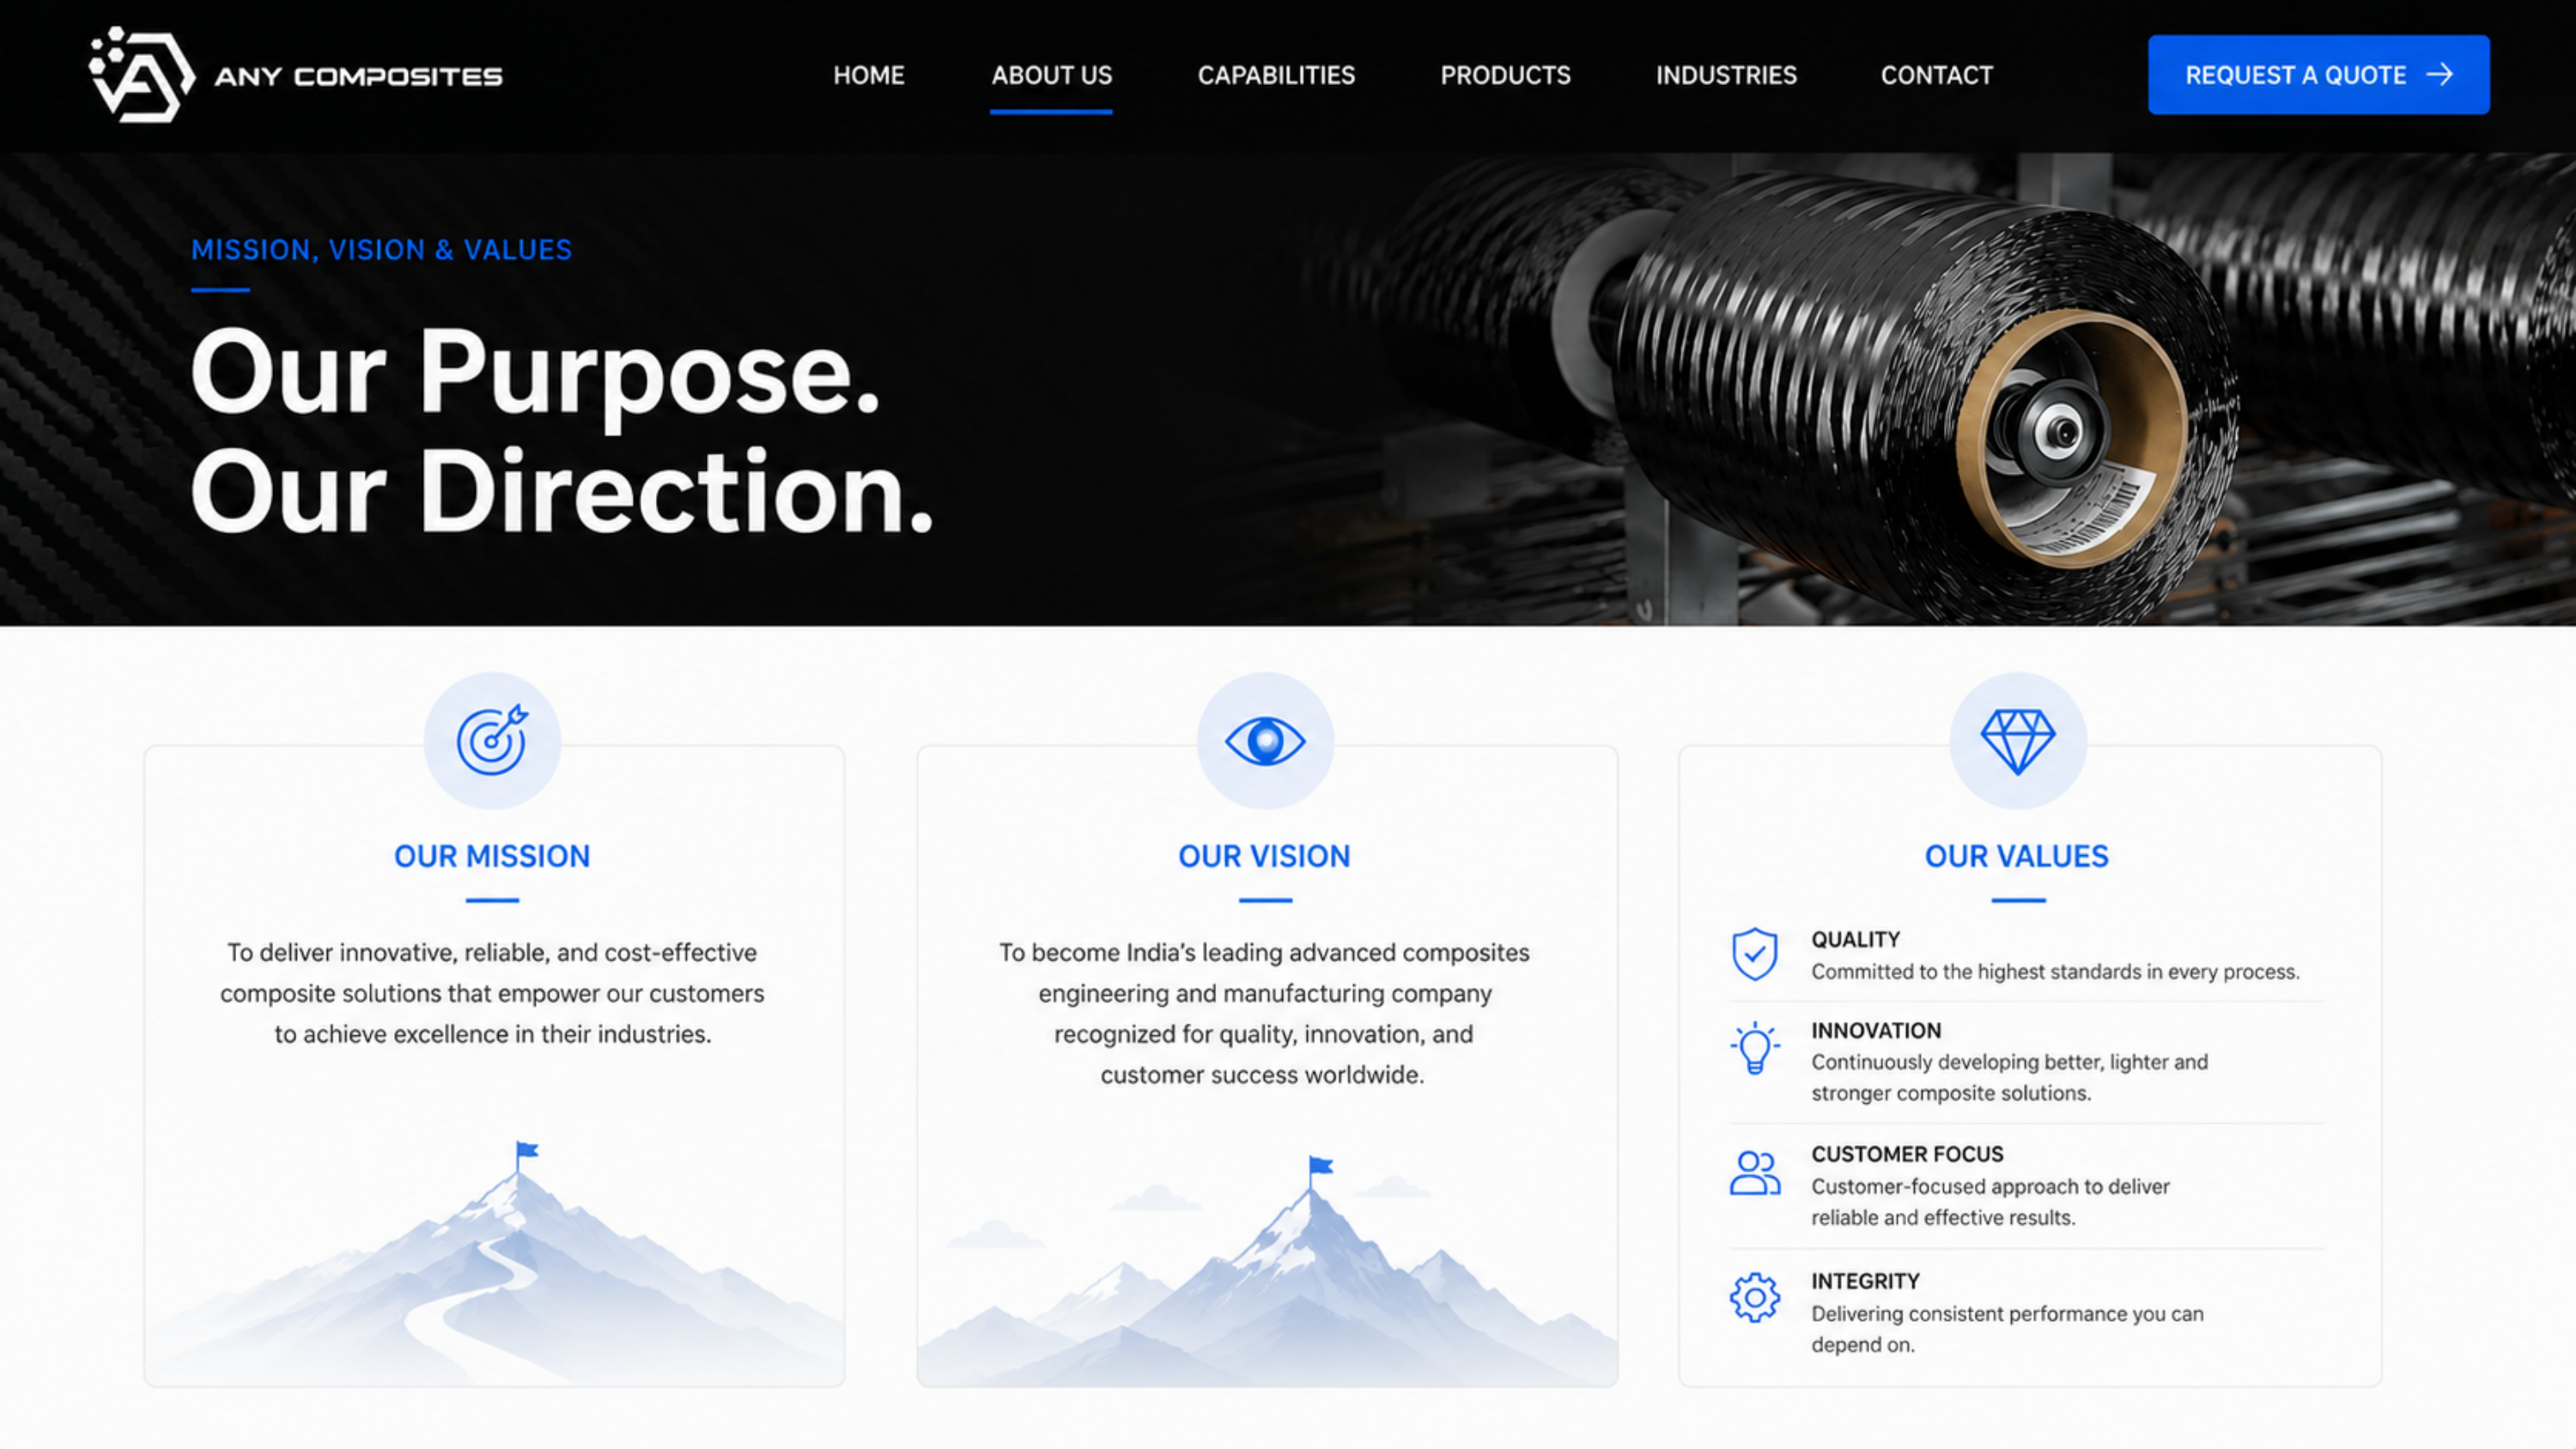 ANY COMPOSITES
HOME
ABOUT US
CAPABILITIES
PRODUCTS
INDUSTRIES
CONTACT
REQUEST A QUOTE
MISSION, VISION & VALUES
Our Purpose.
Our Direction.
OUR MISSION
To deliver innovative, reliable, and cost-effective
composite solutions that empower our customers
to achieve excellence in their industries.
OUR VISION
To become India's leading advanced composites
engineering and manufacturing company
recognized for quality, innovation, and
customer success worldwide.
OUR VALUES
QUALITY
Committed to the highest standards in every process.
INNOVATION
Continuously developing better, lighter and
stronger composite solutions.
CUSTOMER FOCUS
Customer-focused approach to deliver
reliable and effective results.
INTEGRITY
Delivering consistent performance you can
depend on.